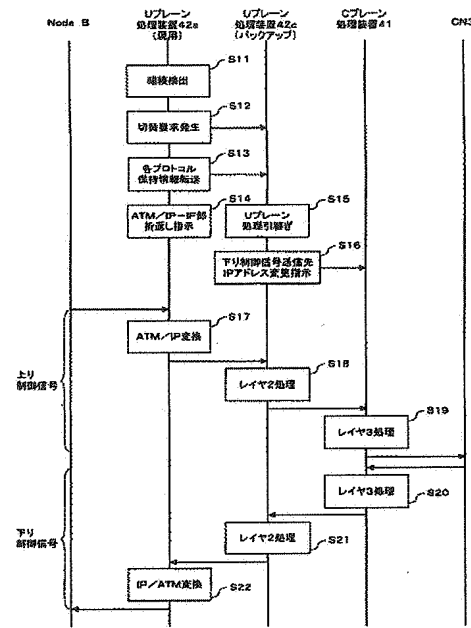 Node B
Uプレーン
処理装置42a
(現用)
Uプレーン
処理装置42c
(バックアップ)
Cプレーン
処理装置41
CN3
S11
S12
切替要求発生
S13
各プロトコル
保持情報転送
S14
ATM/IP-IF部
折返し指示
S15
Uプレーン
処理引継ぎ
S16
下り制御信号送信先
IPアドレス変更指示
S17
ATM/IP変換
S18
レイヤ2処理
上り
制御信号
S19
レイヤ3処理
レイヤ3処理
S20
下り
制御信号
レイヤ2処理
S21
IP/ATM変換
S22